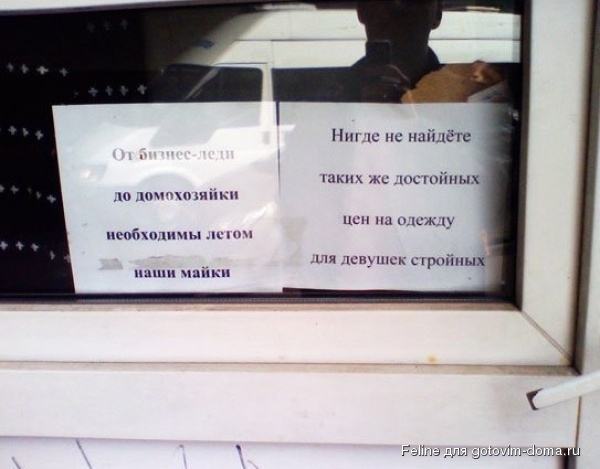 От бизнес-леди
до домохозяйки
необходимы летом
наши майки
Нигде не найдёте
таких же достойных
цен на одежду
для девушек стройных
Feline для gotovim-doma.ru